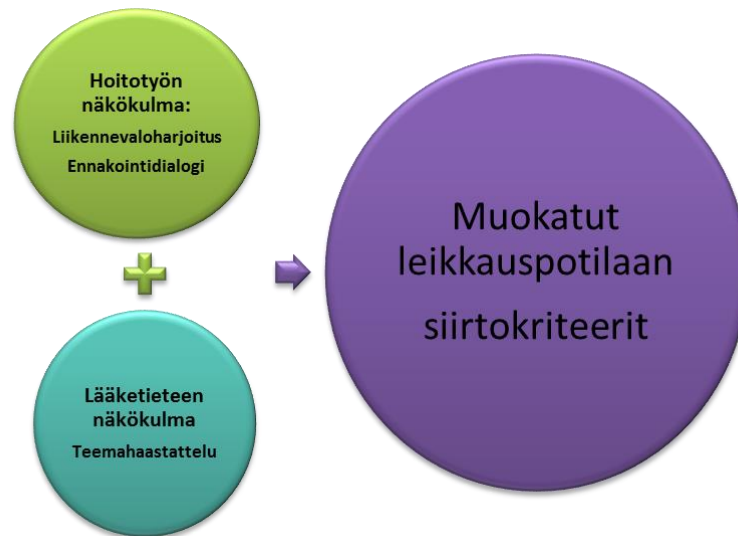 Hoitotyön
näkökulma:
Liikennevaloharjoitus
Ennakointidialogi
Lääketieteen
näkökulma
Teemahaastattelu
Muokatut
leikkauspotilaan
siirtokriteerit